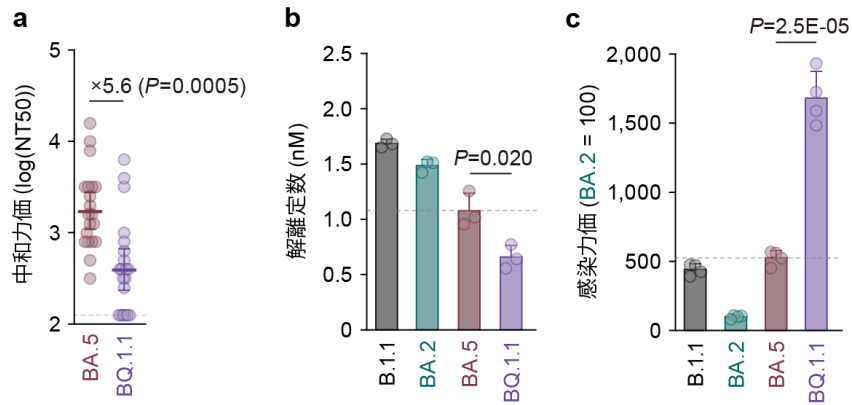 a
5
4
3
2
中和力価 (log(NT50))
×5.6 (P=0.0005)
BA.5
BQ.1.1
b
2.5
2.0
1.5
1.0
0.5
0
解離定数 (nM)
P=0.020
B.1.1
BA.2
BA.5
BQ.1.1
c
P=2.5E-05
2,000
1,500
1,000
500
0
感染力価 (BA.2 = 100)
B.1.1
BA.2
BA.5
BQ.1.1